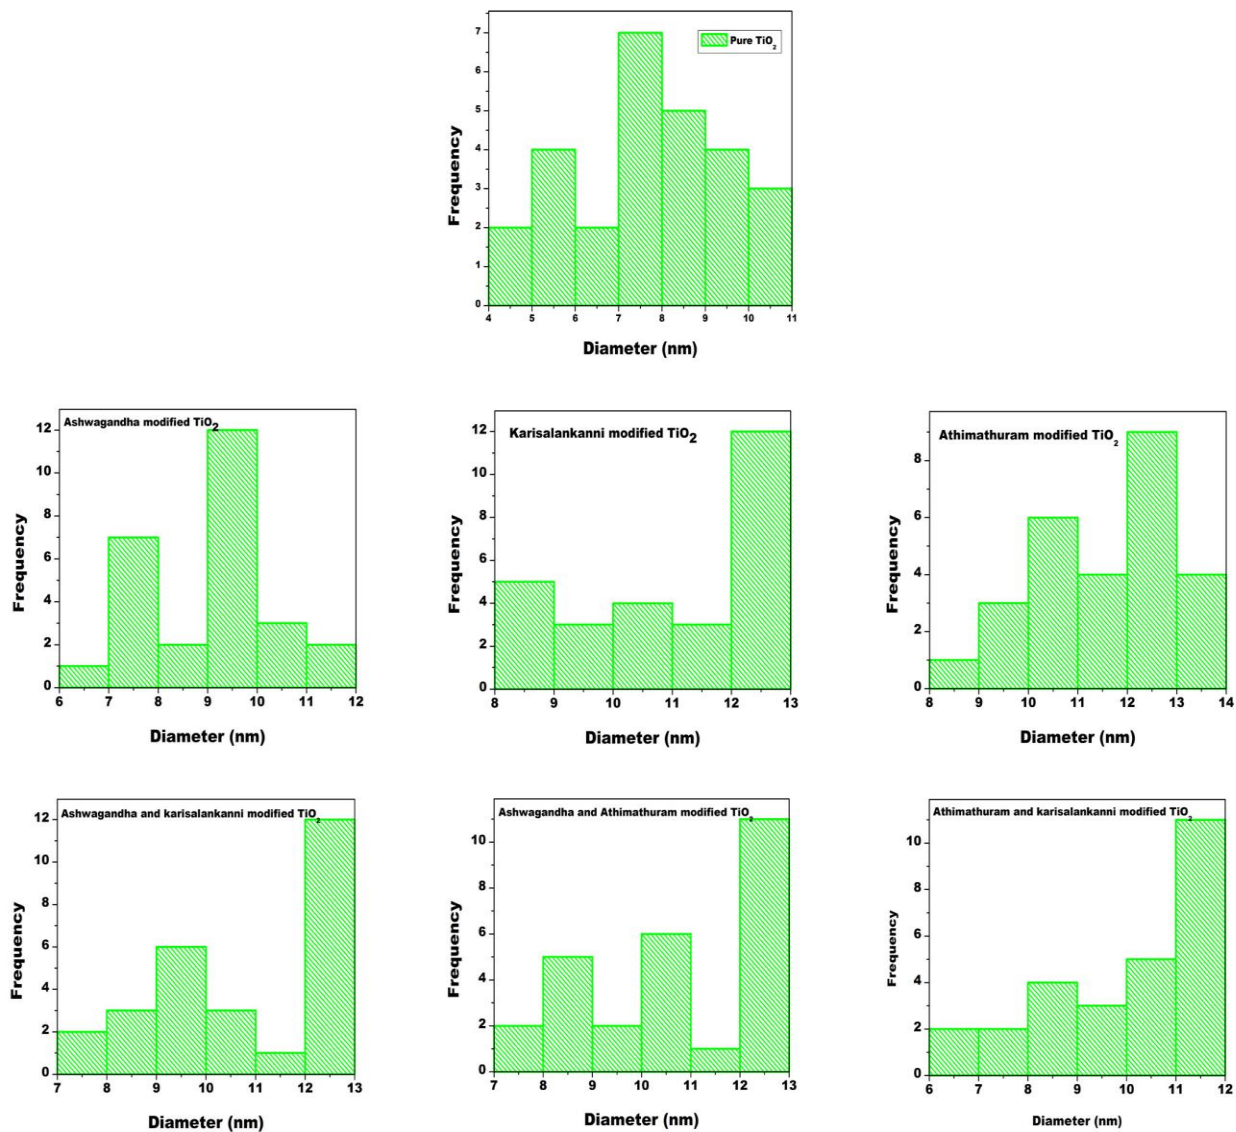 7
6
5
4
3
2
1
0
Pure TiO2
Frequency
4 5 6 7 8 9 10 11
Diameter (nm)
Ashwagandha modified TiO2
12
10
8
6
4
2
0
Frequency
6 7 8 9 10 11 12
Diameter (nm)
Karisalankanni modified TiO2
12
10
8
6
4
2
0
Frequency
8 9 10 11 12 13
Diameter (nm)
Athimathuram modified TiO2
8
6
4
2
0
Frequency
8 9 10 11 12 13 14
Diameter (nm)
Ashwagandha and karisalankanni modified TiO2
12
10
8
6
4
2
0
Frequency
7 8 9 10 11 12 13
Diameter (nm)
Ashwagandha and Athimathuram modified TiO2
10
8
6
4
2
0
Frequency
7 8 9 10 11 12 13
Diameter (nm)
Athimathuram and karisalankanni modified TiO2
10
8
6
4
2
0
Frequency
6 7 8 9 10 11 12
Diameter (nm)